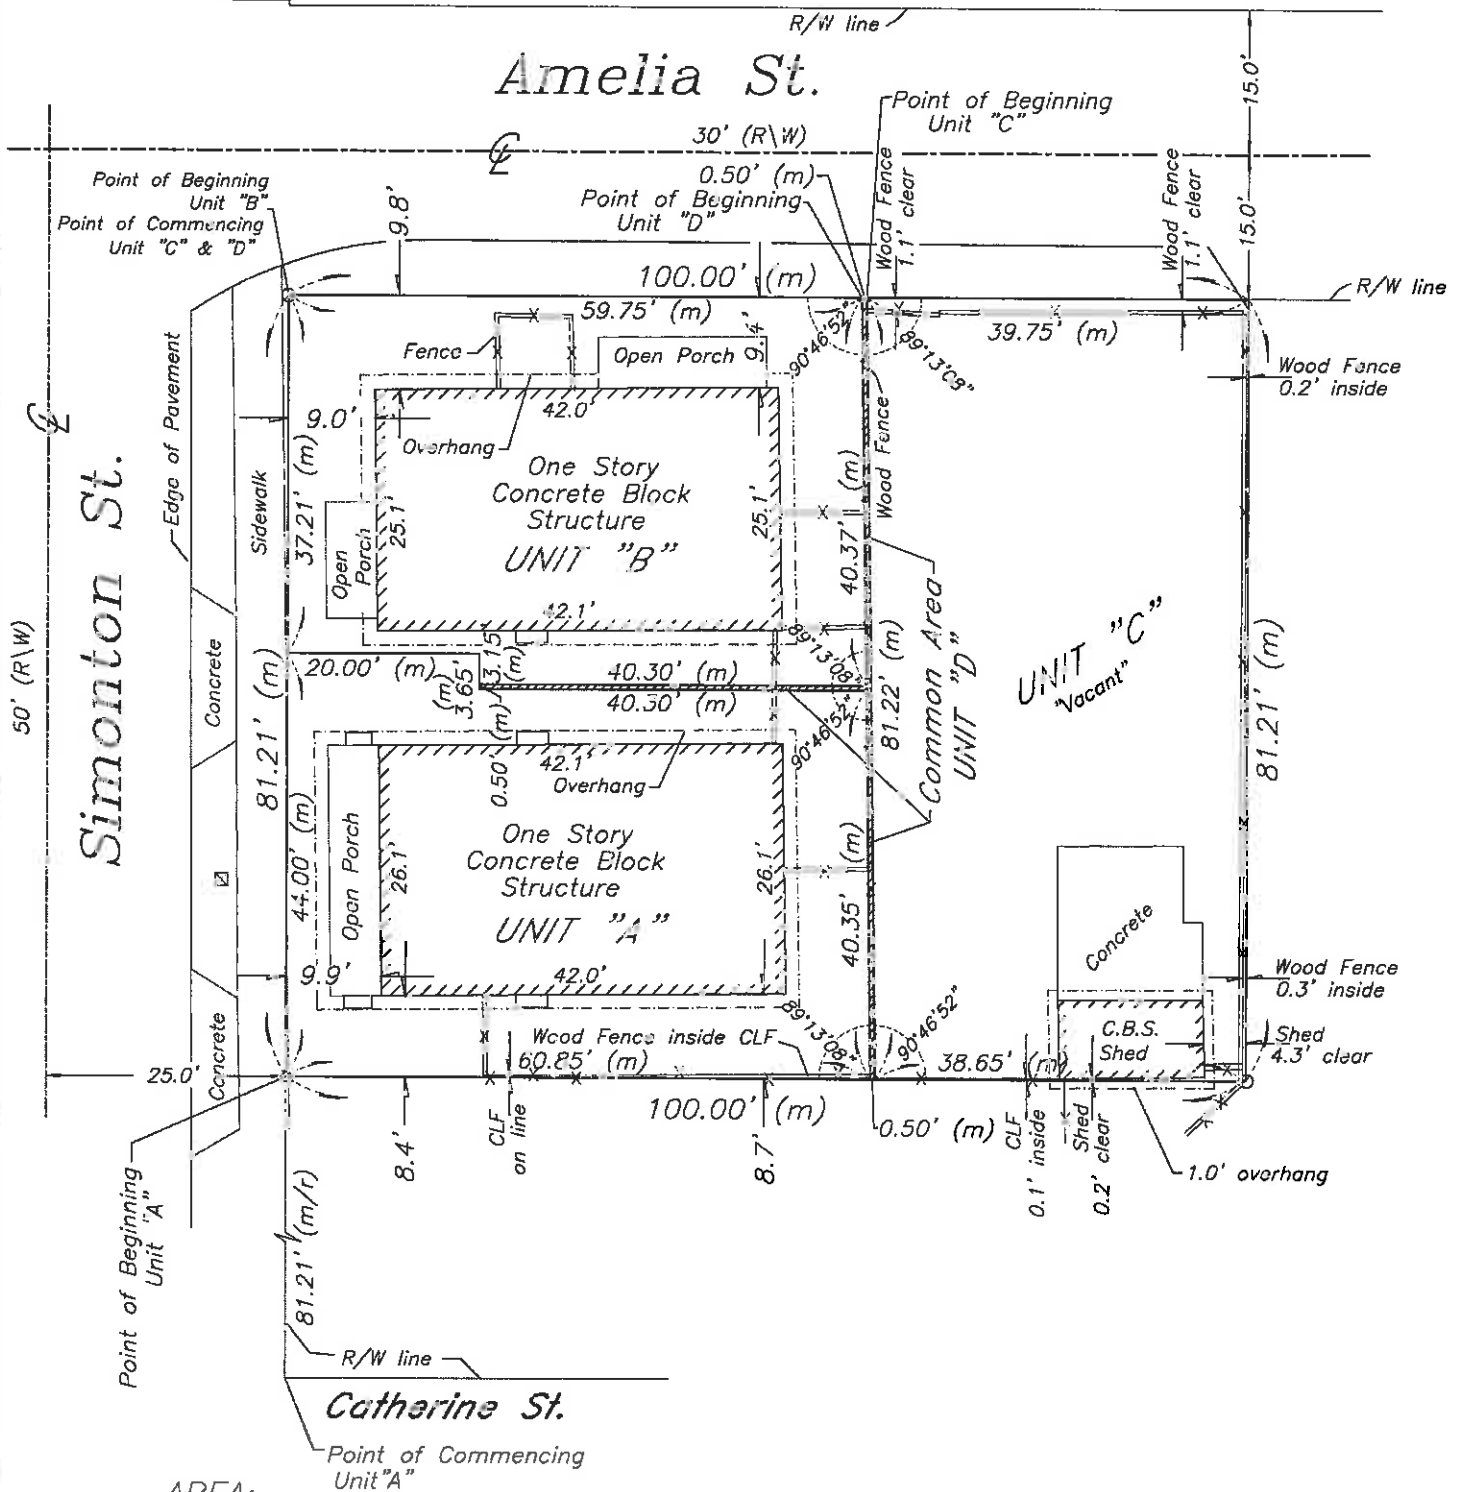 R/W line
Amelia St.
15.0'
Point of Beginning
Unit "C"
30' (R\W)
0.50' (m)
Point of Beginning
Unit "D"
Point of Beginning
Unit "B"
Point of Commencing
Unit "C" & "D"
9.8'
Wood Fence
1.1' clear
Wood Fence
1.1' clear
15.0'
100.00' (m)
R/W line
59.75' (m)
39.75' (m)
Fence
Open Porch
9.4'
90°46'52"
89°13'08"
Wood Fence
0.2' inside
Edge of Pavement
9.0'
42.0'
Overhang
Wood Fence
Simonton St.
50' (R\W)
Sidewalk
37.21' (m)
Open
Porch
25.1'
One Story
Concrete Block
Structure
UNIT "B"
25.1'
40.37' (m)
42.1'
Concrete
81.21' (m)
20.00' (m)
3.15'
(m)
3.65'
(m)
40.30' (m)
40.30' (m)
89°13'08"
90°46'52"
81.22' (m)
Common Area
UNIT "D"
UNIT "C"
"Vacant"
81.21' (m)
0.50' (m)
42.1'
Overhang
44.00' (m)
Open Porch
26.1'
One Story
Concrete Block
Structure
UNIT "A"
26.1'
40.35' (m)
Concrete
9.9'
42.0'
Wood Fence
0.3' inside
Concrete
Wood Fence inside CLF
89°13'08"
90°46'52"
C.B.S.
Shed
Shed
4.3' clear
25.0'
60.85' (m)
38.65' (m)
100.00' (m)
0.50' (m)
8.4'
CLF
on line
8.7'
CLF
0.1' inside
Shed
0.2' clear
1.0' overhang
Point of Beginning
Unit "A"
81.21' (m/r)
R/W line
Catherine St.
Point of Commencing
Unit"A"
AREA: